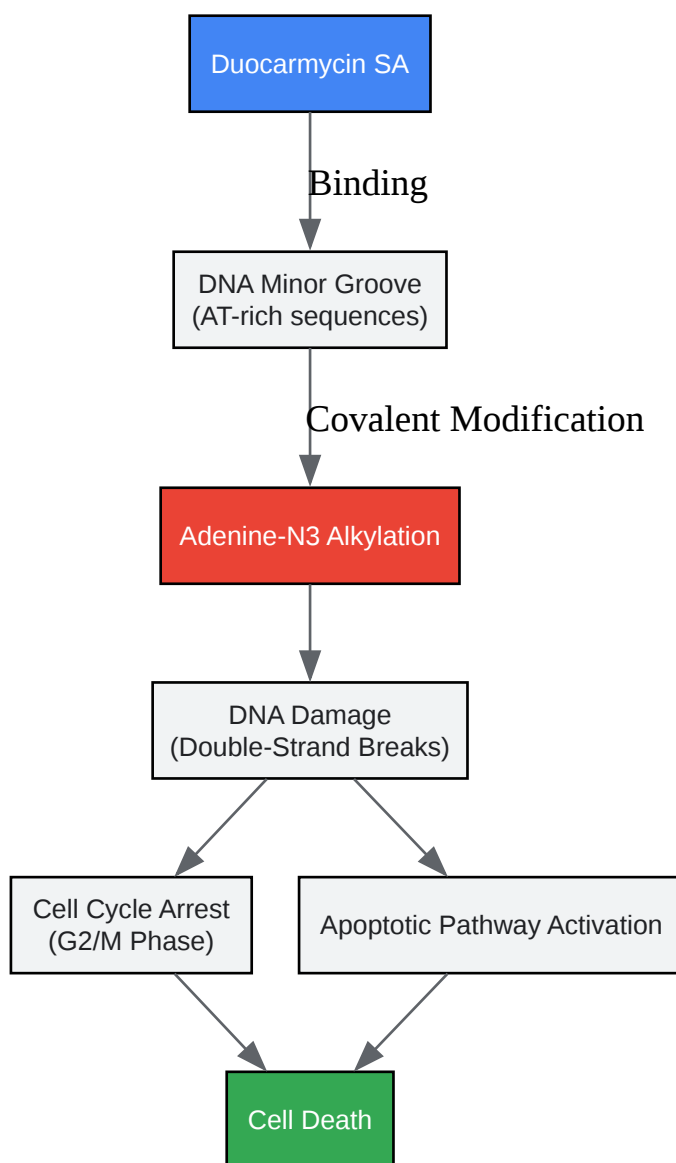 Duocarmycin SA
Binding
DNA Minor Groove
(AT-rich sequences)
Covalent Modification
Adenine-N3 Alkylation
DNA Damage
(Double-Strand Breaks)
Cell Cycle Arrest
(G2/M Phase)
Apoptotic Pathway Activation
Cell Death